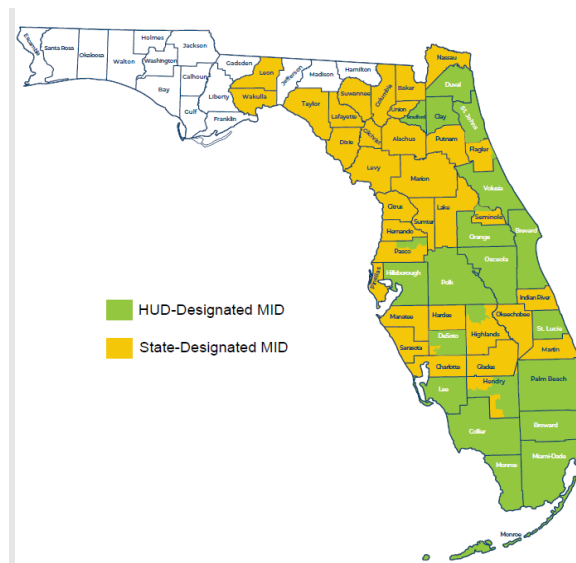 Escambia
Santa Rosa
Okaloosa
Walton
Holmes
Washington
Jackson
Bay
Calhoun
Gulf
Liberty
Gadsden
Franklin
Leon
Wakulla
Jefferson
Madison
Taylor
Hamilton
Suwannee
Lafayette
Dixie
Columbia
Gilchrist
Baker
Union
Bradford
Alachua
Levy
Nassau
Duval
Clay
St. Johns
Putnam
Flagler
Marion
Volusia
Citrus
Sumter
Lake
Seminole
Hernando
Orange
Brevard
Pasco
Osceola
Pinellas
Hillsborough
Polk
Indian River
HUD-Designated MID
State-Designated MID
Manatee
Hardee
Okeechobee
Highlands
St. Lucie
DeSoto
Sarasota
Martin
Charlotte
Glades
Lee
Hendry
Palm Beach
Collier
Broward
Monroe
Miami-Dade
Monroe